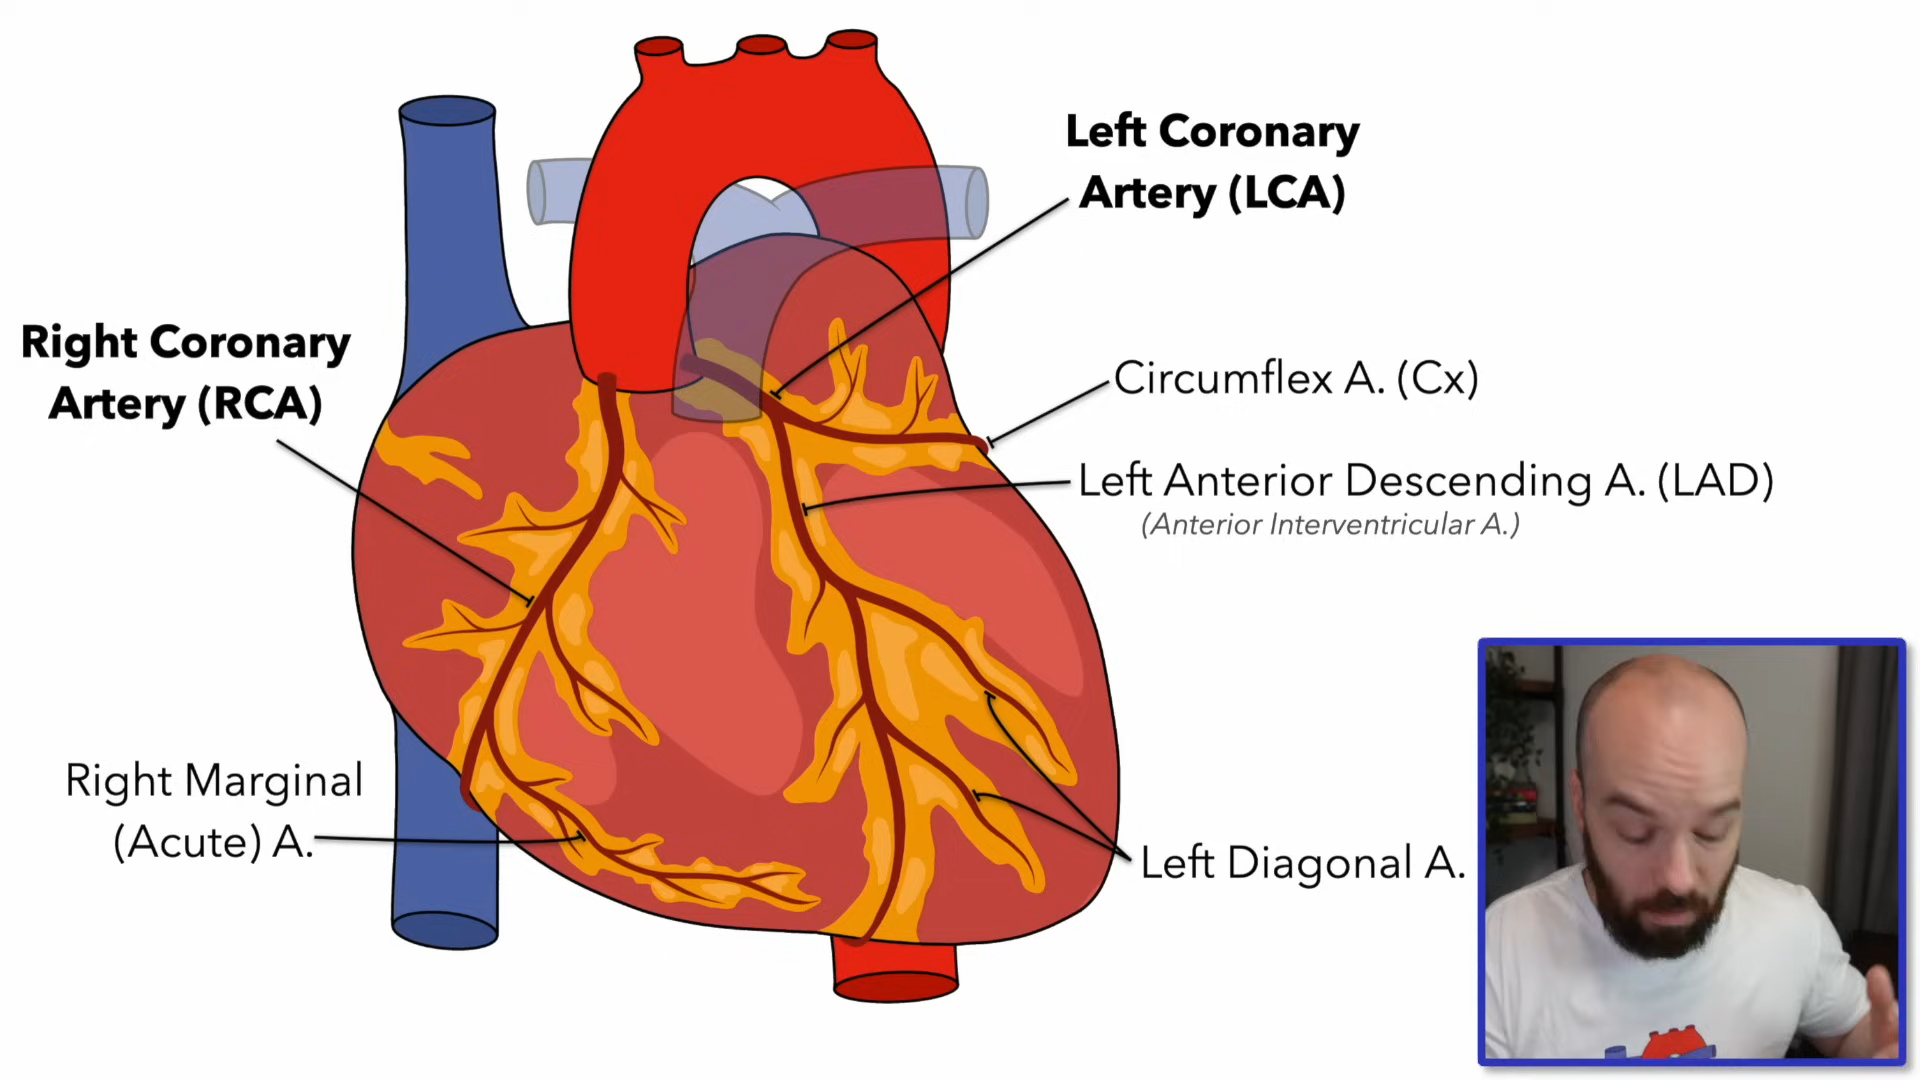 Left Coronary
Artery (LCA)
Right Coronary
Artery (RCA)
Circumflex A. (Cx)
Left Anterior Descending A. (LAD)
(Anterior Interventricular A.)
Right Marginal
(Acute) A.
Left Diagonal A.